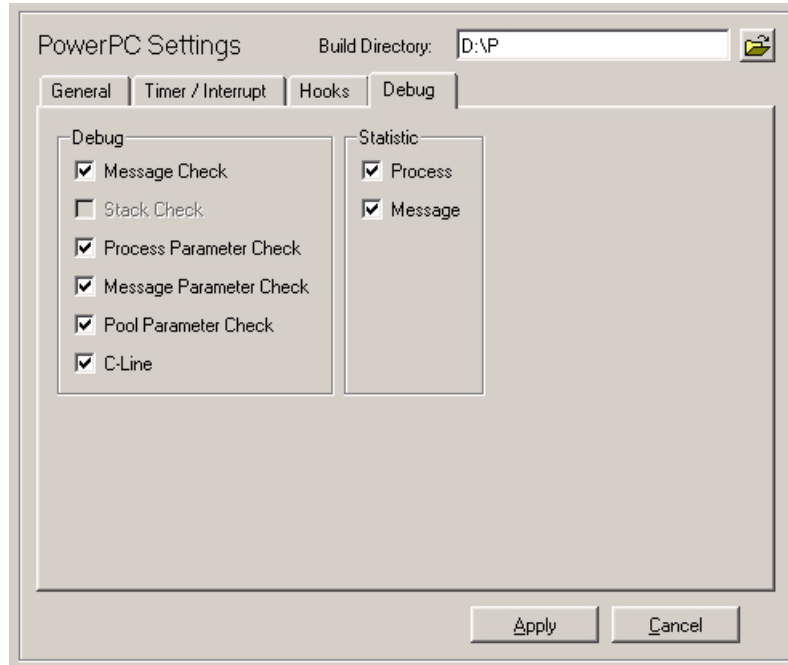 PowerPC Settings Build Directory: D:\P
General Timer / Interrupt Hooks Debug
Debug Statistic
Message Check Process
Stack Check Message
Process Parameter Check
Message Parameter Check
Pool Parameter Check
C-Line
Apply Cancel